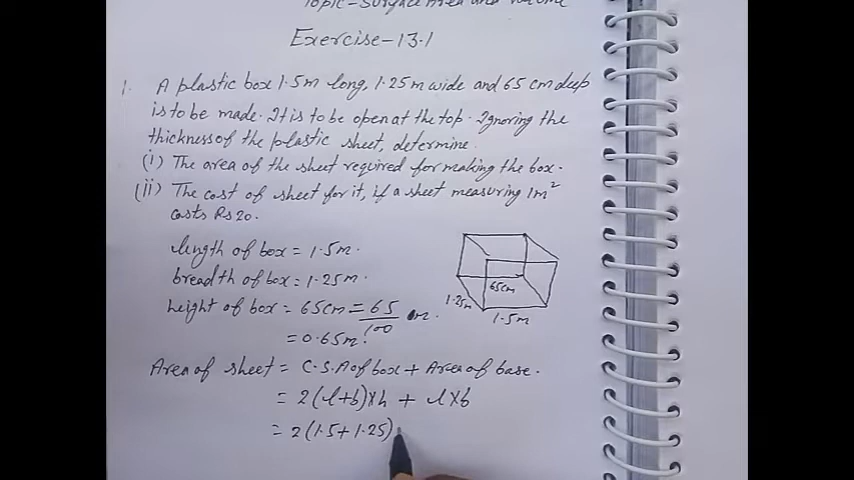 Topic-Surface Area and Volume
Exercise-13.1
1. A plastic box 1.5m long, 1.25m wide and 65 cm deep
is to be made. It is to be open at the top. Ignoring the
thickness of the plastic sheet, determine.
(i) The area of the sheet required for making the box.
(ii) The cost of sheet for it, if a sheet measuring 1m²
costs Rs 20.
length of box = 1.5m.
breadth of box = 1.25m.
height of box = 65cm = 65/100 m.
= 0.65m.
65cm
1.25m
1.5m
Area of sheet = C.S.A of box + Area of base.
= 2(l+b)×h + l×b
= 2(1.5+1.25)